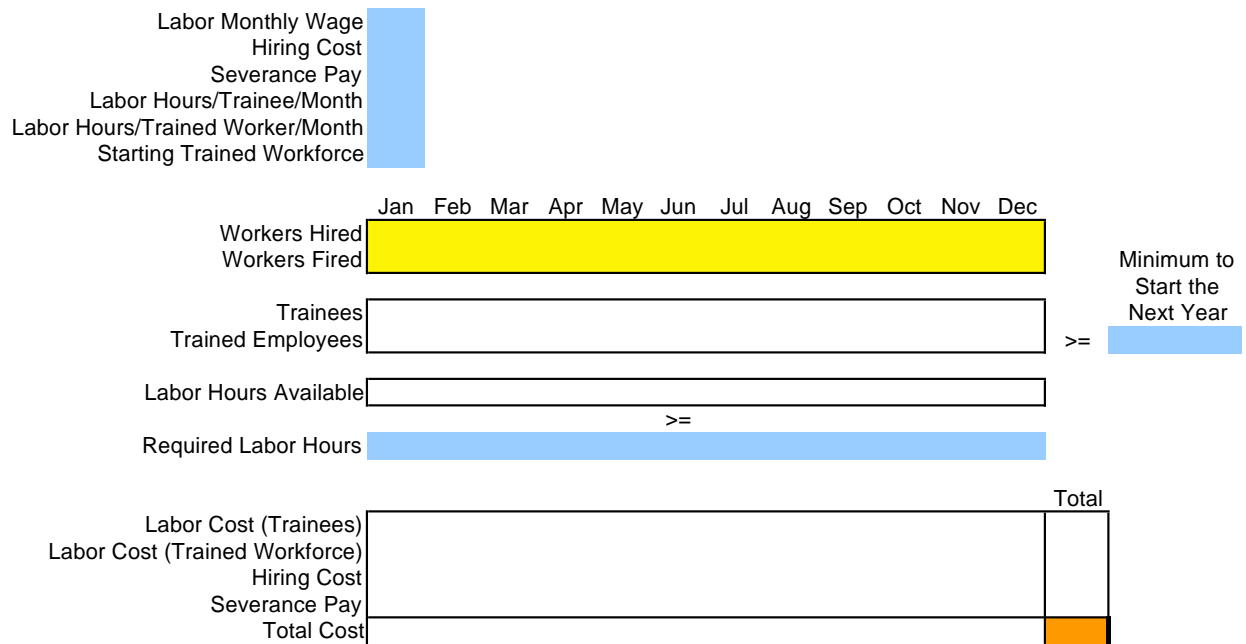 Labor Monthly Wage
Hiring Cost
Severance Pay
Labor Hours/Trainee/Month
Labor Hours/Trained Worker/Month
Starting Trained Workforce
Jan Feb Mar Apr May Jun Jul Aug Sep Oct Nov Dec
Workers Hired
Workers Fired
Minimum to
Start the
Next Year
Trainees
Trained Employees >=
Labor Hours Available
>=
Required Labor Hours
Total
Labor Cost (Trainees)
Labor Cost (Trained Workforce)
Hiring Cost
Severance Pay
Total Cost